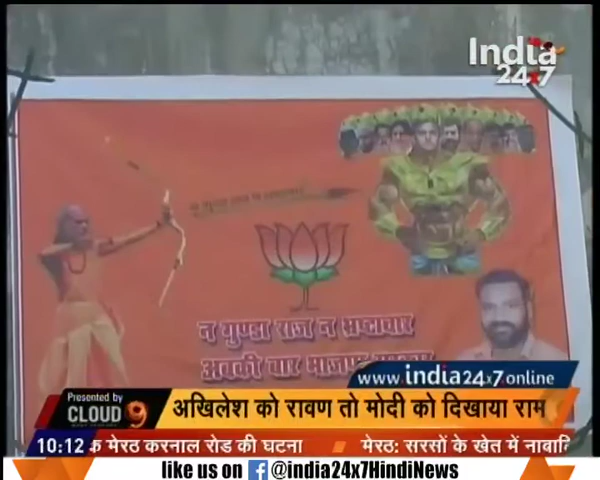 India
24x7
न गुण्डा राज न भ्रष्टाचार
अबकी बार भाजपा सरकार
www.india24x7online
Presented by
CLOUD 9
अखिलेश को रावण तो मोदी को दिखाया राम
10:12
क मेरठ करनाल रोड की घटना
मेरठ: सरसों के खेत में नाबालि
like us on f @india24x7HindiNews